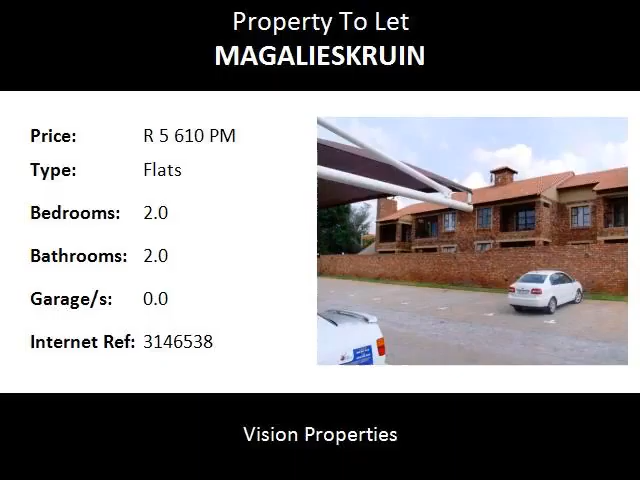 Property To Let
MAGALIESKRUIN
Price: R 5 610 PM
Type: Flats
Bedrooms: 2.0
Bathrooms: 2.0
Garage/s: 0.0
Internet Ref: 3146538
Vision Properties